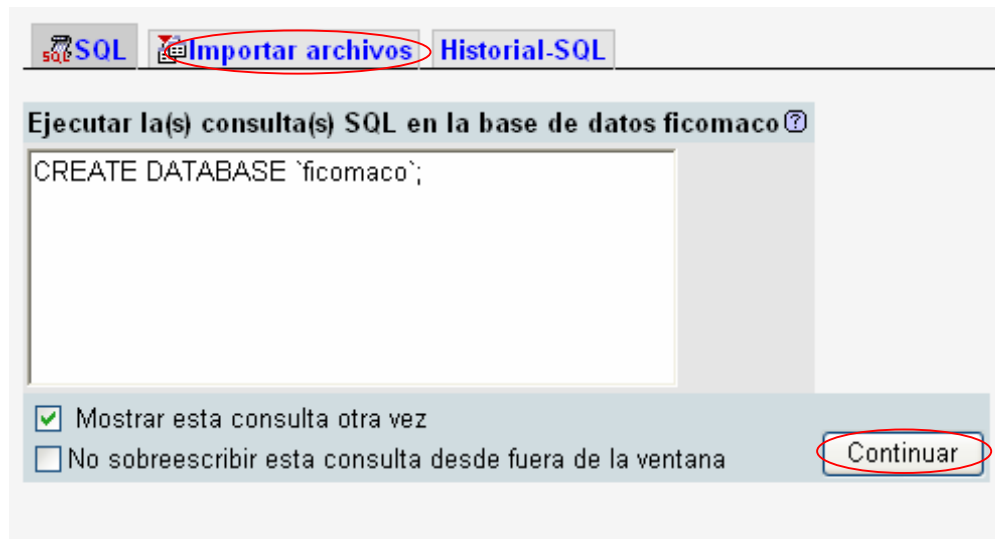 SQL Importar archivos Historial-SQL
Ejecutar la(s) consulta(s) SQL en la base de datos ficomaco
CREATE DATABASE `ficomaco`;
Mostrar esta consulta otra vez
No sobreescribir esta consulta desde fuera de la ventana
Continuar